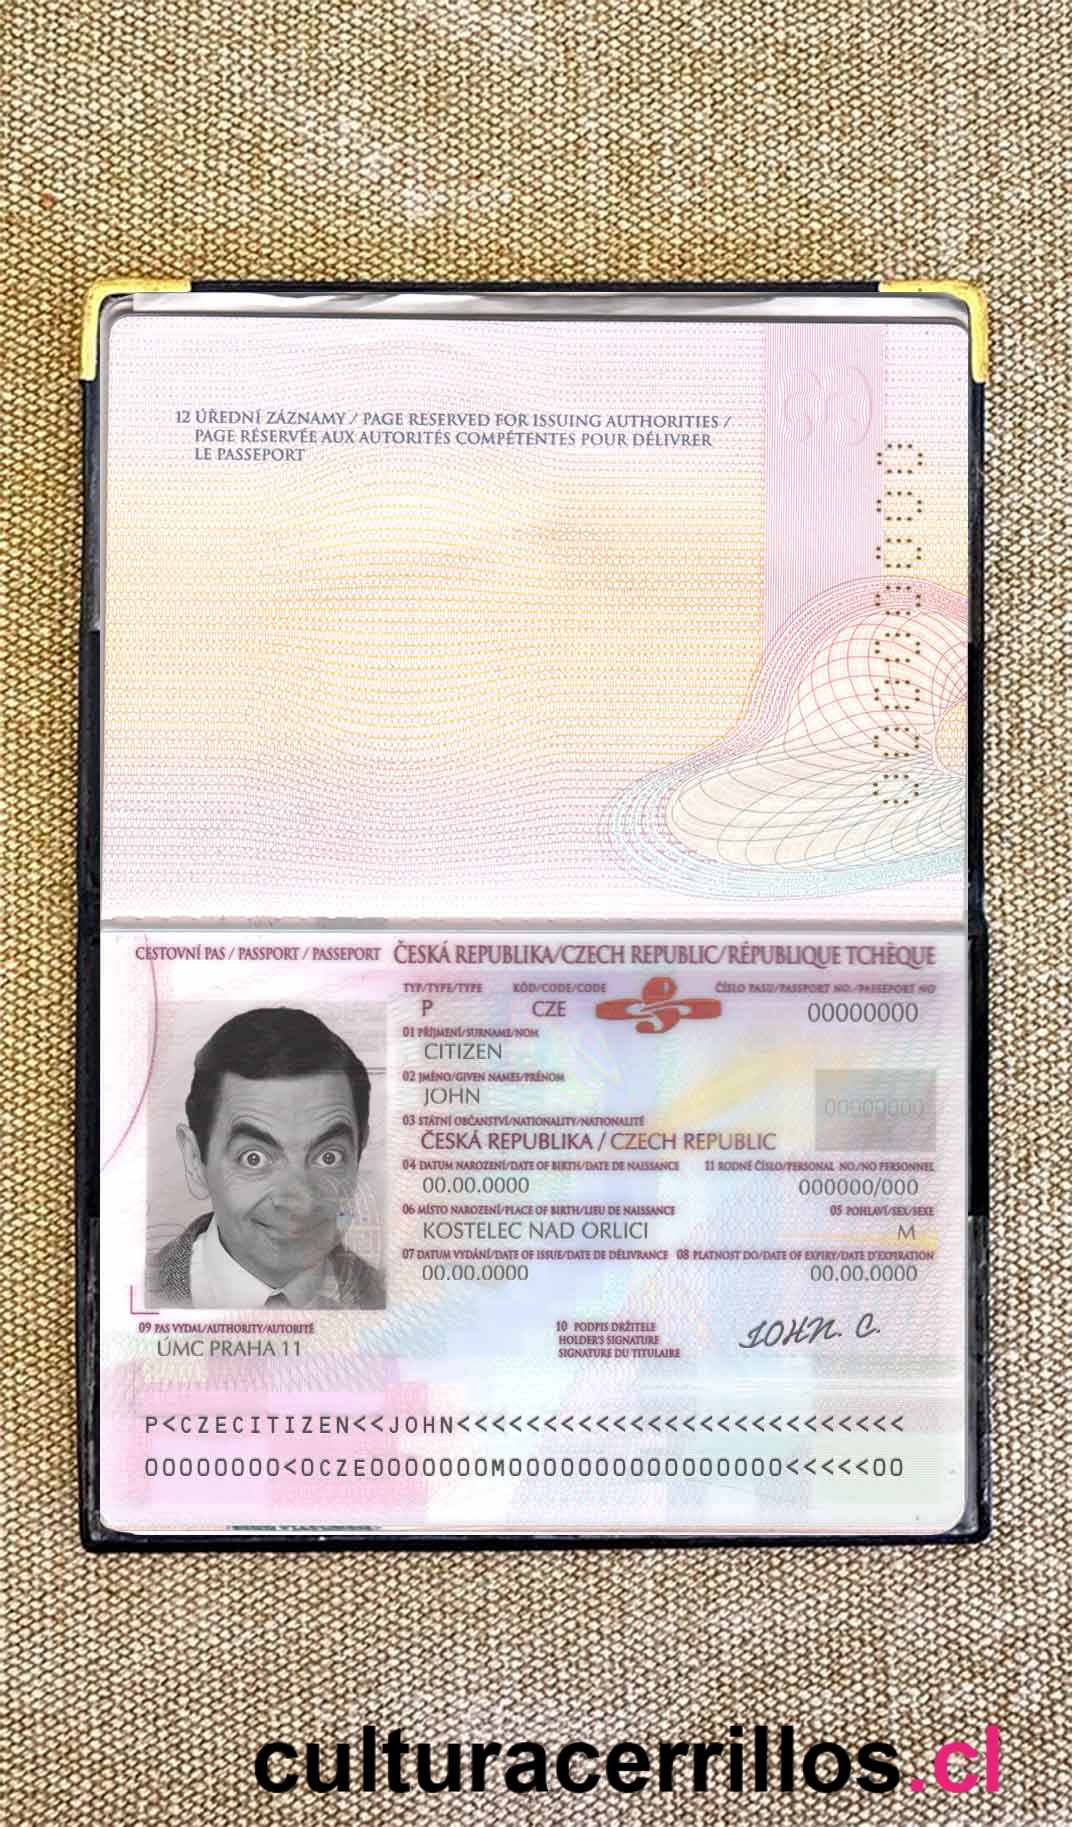 12 ÚŘEDNÍ ZÁZNAMY / PAGE RESERVED FOR ISSUING AUTHORITIES /
PAGE RÉSERVÉE AUX AUTORITÉS COMPÉTENTES POUR DÉLIVRER
LE PASSEPORT
00000000
CESTOVNÍ PAS / PASSPORT / PASSEPORT ČESKÁ REPUBLIKA/CZECH REPUBLIC/RÉPUBLIQUE TCHÈQUE
TYP/TYPE/TYPE KÓD/CODE/CODE ČÍSLO PASU/PASSPORT NO./PASSEPORT NO
P CZE 00000000
01 PŘÍJMENÍ/SURNAME/NOM
CITIZEN
02 JMÉNO/GIVEN NAMES/PRÉNOM
JOHN
00000000
03 STÁTNÍ OBČANSTVÍ/NATIONALITY/NATIONALITÉ
ČESKÁ REPUBLIKA / CZECH REPUBLIC
04 DATUM NAROZENÍ/DATE OF BIRTH/DATE DE NAISSANCE 11 RODNÉ ČÍSLO/PERSONAL NO./NO PERSONNEL
00.00.0000 000000/000
06 MÍSTO NAROZENÍ/PLACE OF BIRTH/LIEU DE NAISSANCE 05 POHLAVÍ/SEX/SEXE
KOSTELEC NAD ORLICI M
07 DATUM VYDÁNÍ/DATE OF ISSUE/DATE DE DÉLIVRANCE 08 PLATNOST DO/DATE OF EXPIRY/DATE D'EXPIRATION
00.00.0000 00.00.0000
09 PAS VYDAL/AUTHORITY/AUTORITÉ
ÚMC PRAHA 11
10 PODPIS DRŽITELE
HOLDER'S SIGNATURE
SIGNATURE DU TITULAIRE
JOHN. C.
P<CZECITIZEN<<JOHN<<<<<<<<<<<<<<<<<<<<<<<<<<
00000000<0CZE0000000M0000000000000000<<<<<00
culturacerrillos.cl